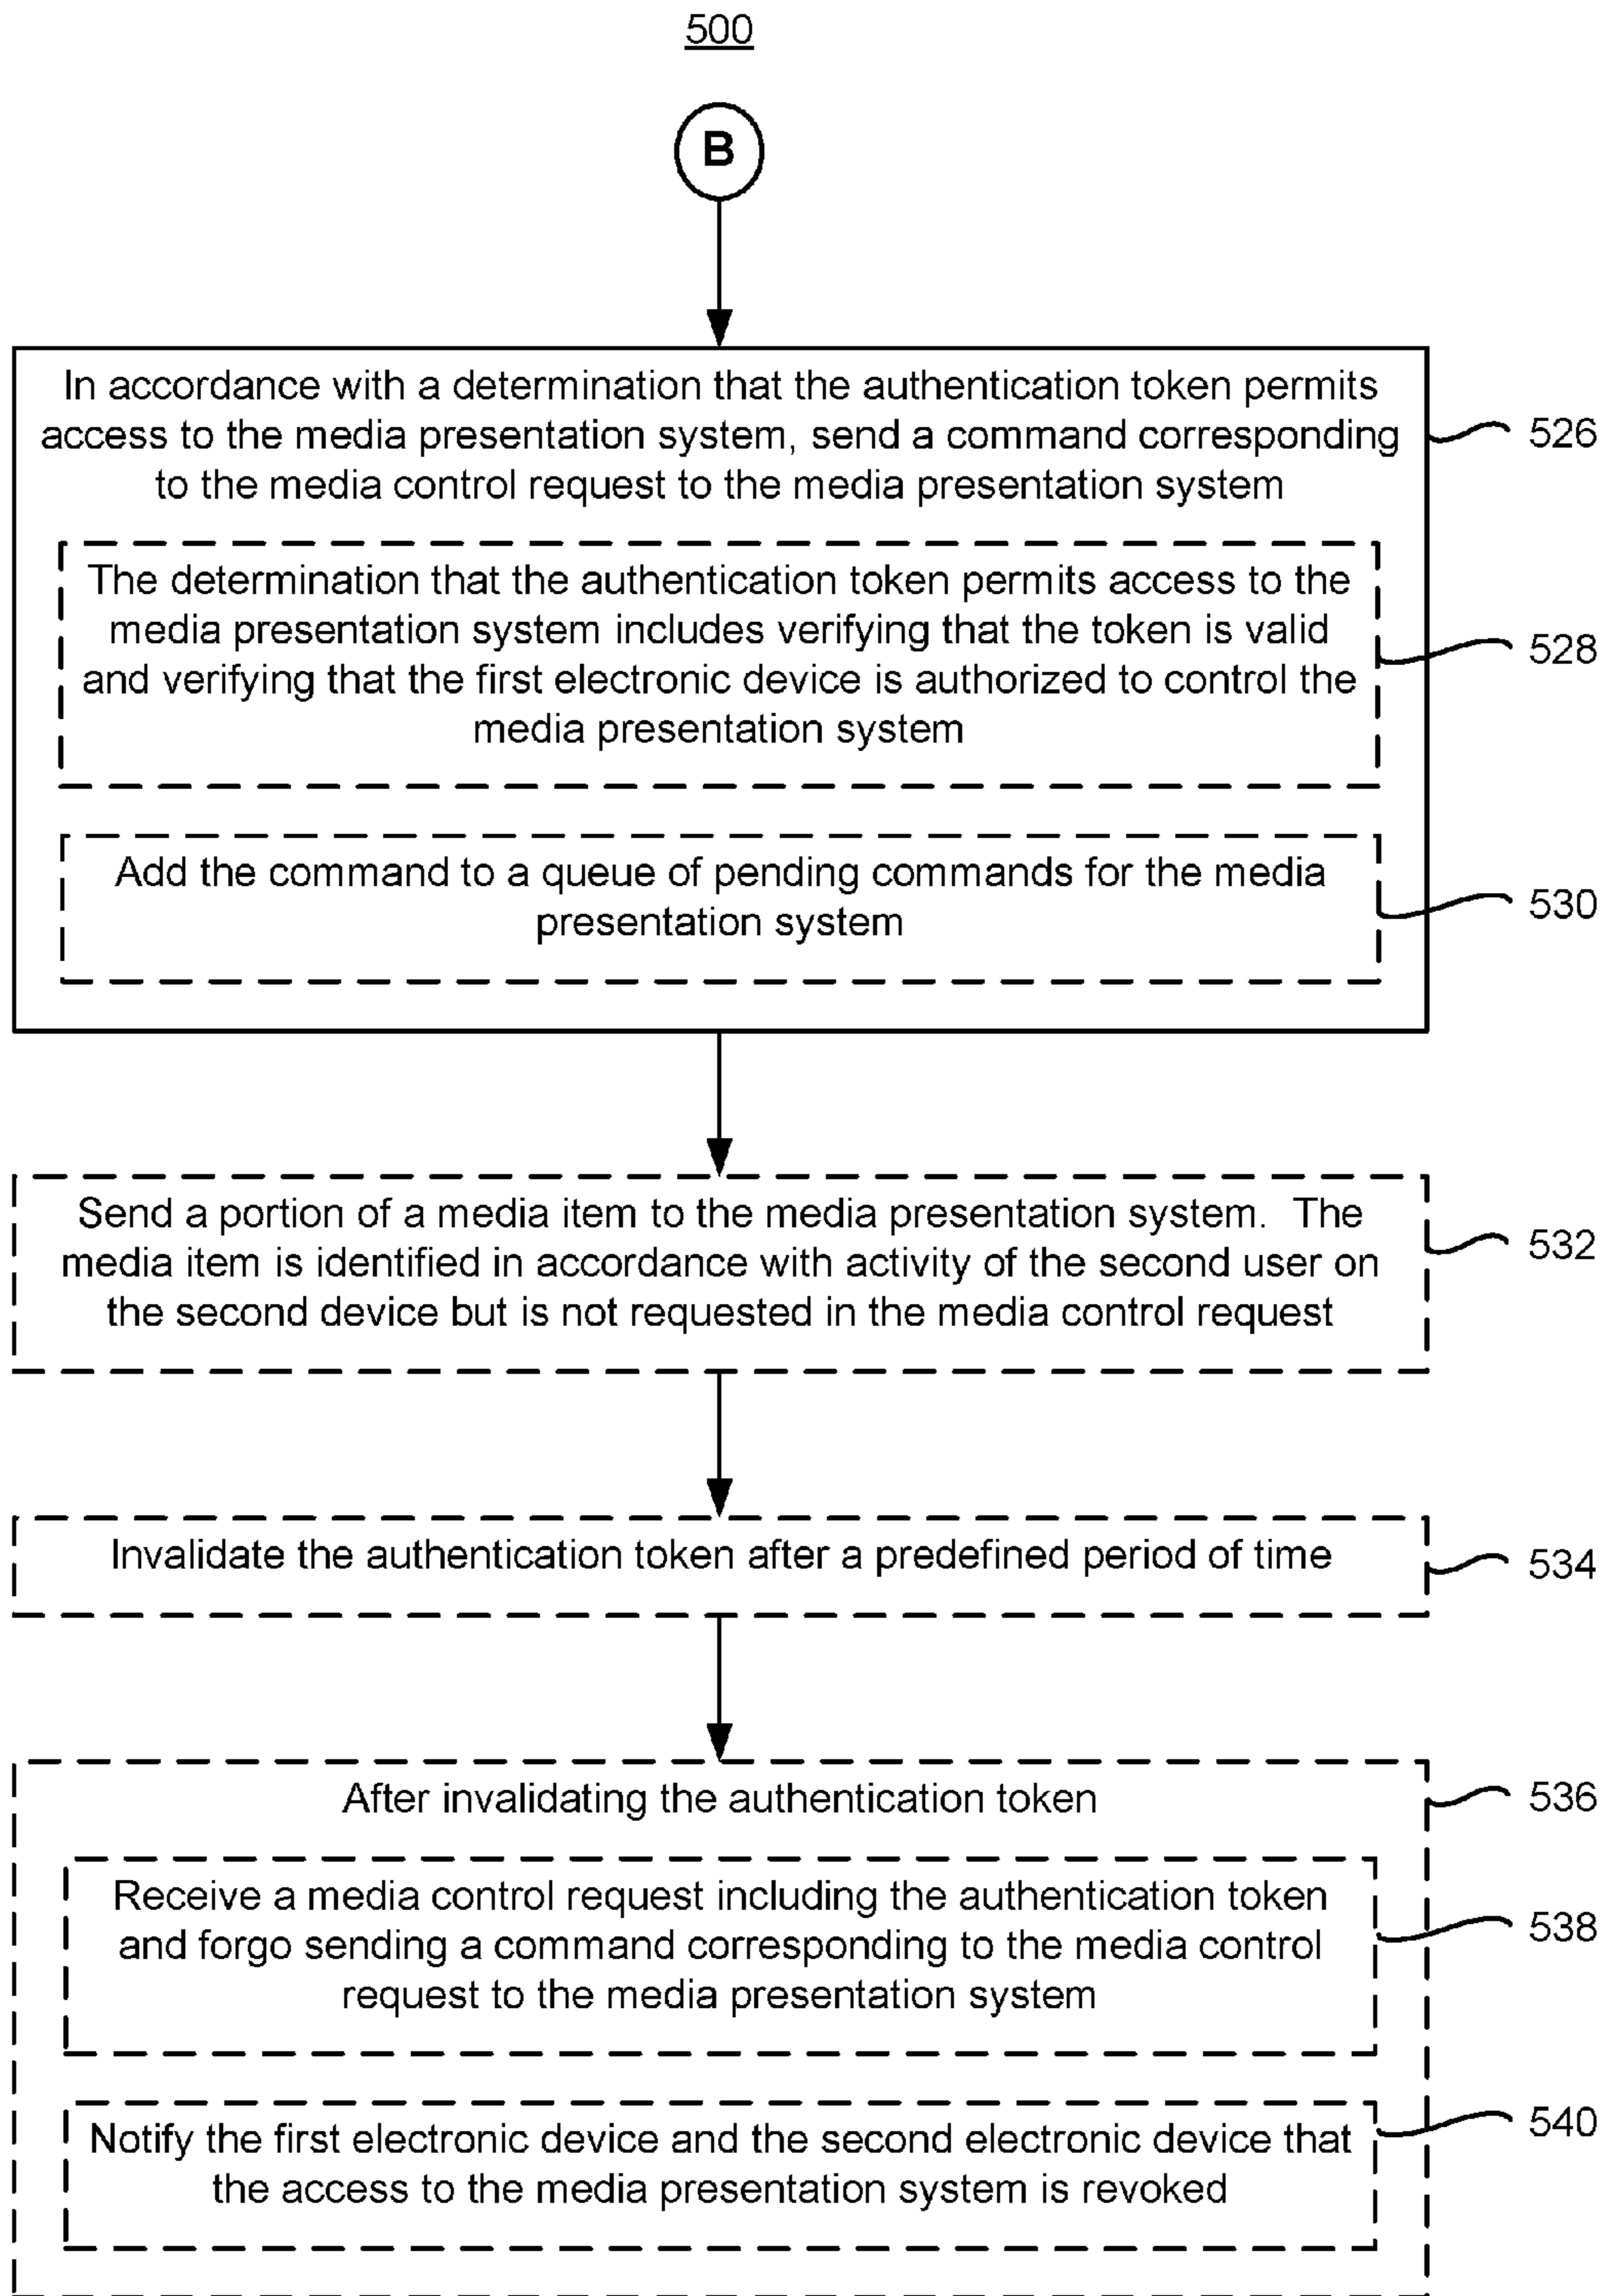 500
B
In accordance with a determination that the authentication token permits
access to the media presentation system, send a command corresponding
to the media control request to the media presentation system
526
The determination that the authentication token permits access to the
media presentation system includes verifying that the token is valid
and verifying that the first electronic device is authorized to control the
media presentation system
528
Add the command to a queue of pending commands for the media
presentation system
530
Send a portion of a media item to the media presentation system.  The
media item is identified in accordance with activity of the second user on
the second device but is not requested in the media control request
532
Invalidate the authentication token after a predefined period of time
534
After invalidating the authentication token
536
Receive a media control request including the authentication token
and forgo sending a command corresponding to the media control
request to the media presentation system
538
Notify the first electronic device and the second electronic device that
the access to the media presentation system is revoked
540